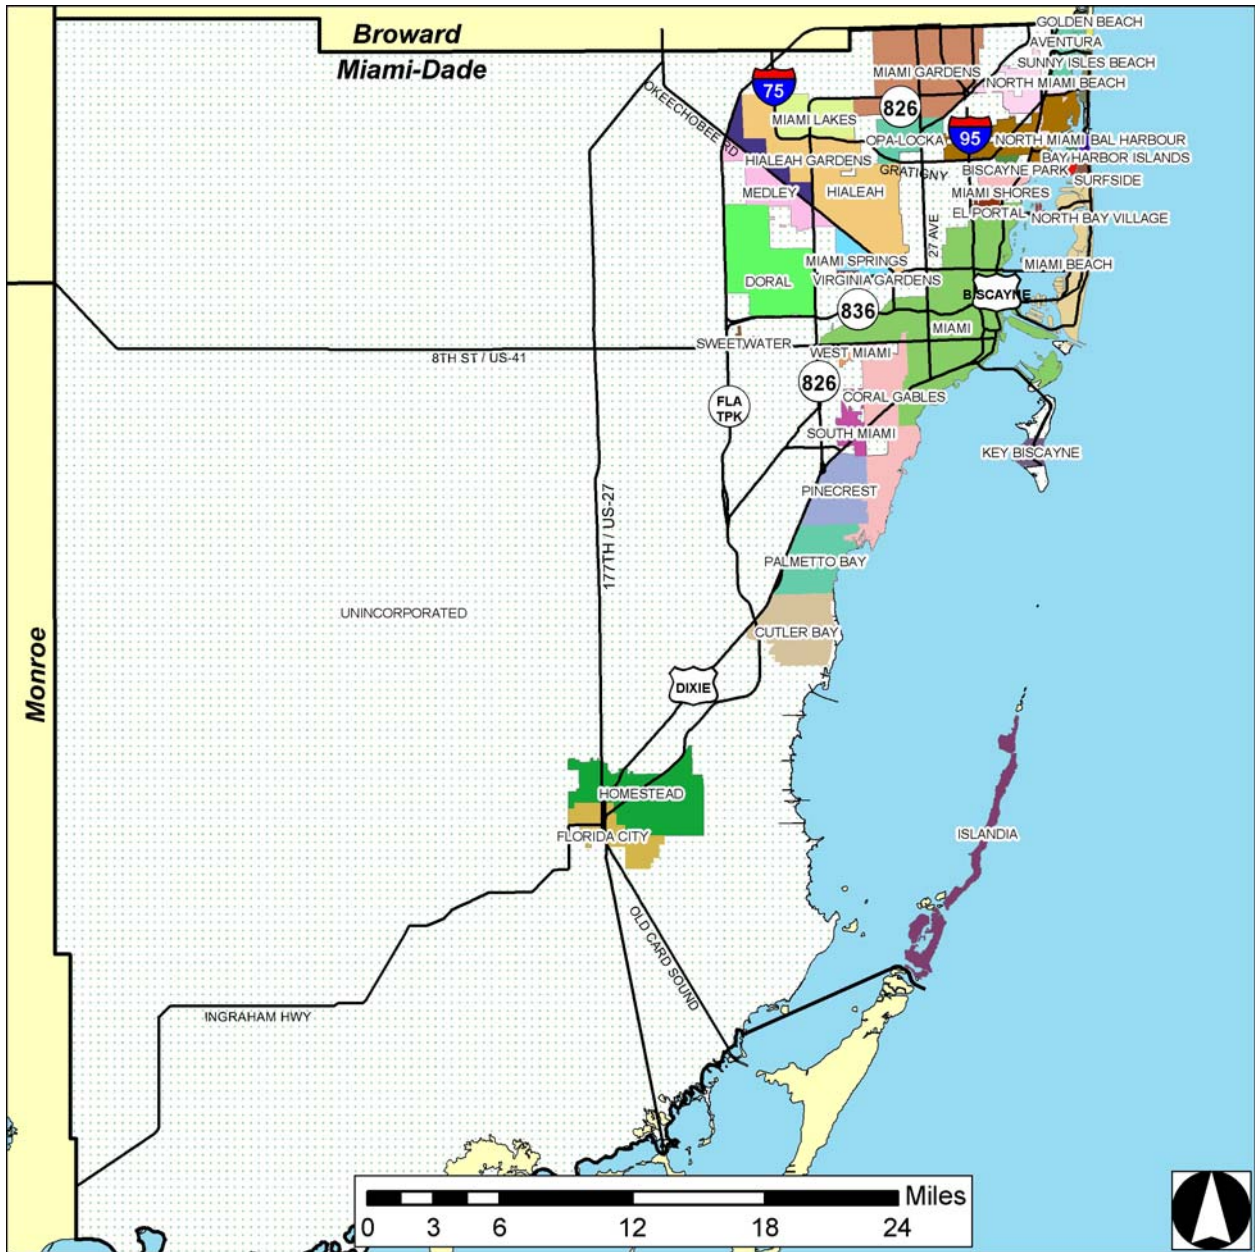 Broward
Miami-Dade
GOLDEN BEACH
AVENTURA
SUNNY ISLES BEACH
MIAMI GARDENS
NORTH MIAMI BEACH
75
OKEECHOBEE RD
826
MIAMI LAKES
OPA-LOCKA
95
NORTH MIAMI
BAL HARBOUR
HIALEAH GARDENS
BAY HARBOR ISLANDS
GRATIGNY
BISCAYNE PARK
SURFSIDE
MEDLEY
HIALEAH
MIAMI SHORES
EL PORTAL
NORTH BAY VILLAGE
27 AVE
MIAMI SPRINGS
MIAMI BEACH
DORAL
VIRGINIA GARDENS
BISCAYNE
836
MIAMI
SWEETWATER
WEST MIAMI
8TH ST / US-41
826
FLA
TPK
CORAL GABLES
SOUTH MIAMI
KEY BISCAYNE
PINECREST
177TH / US-27
PALMETTO BAY
UNINCORPORATED
CUTLER BAY
Monroe
DIXIE
HOMESTEAD
FLORIDA CITY
ISLANDIA
OLD CARD SOUND
INGRAHAM HWY
Miles
0 3 6 12 18 24